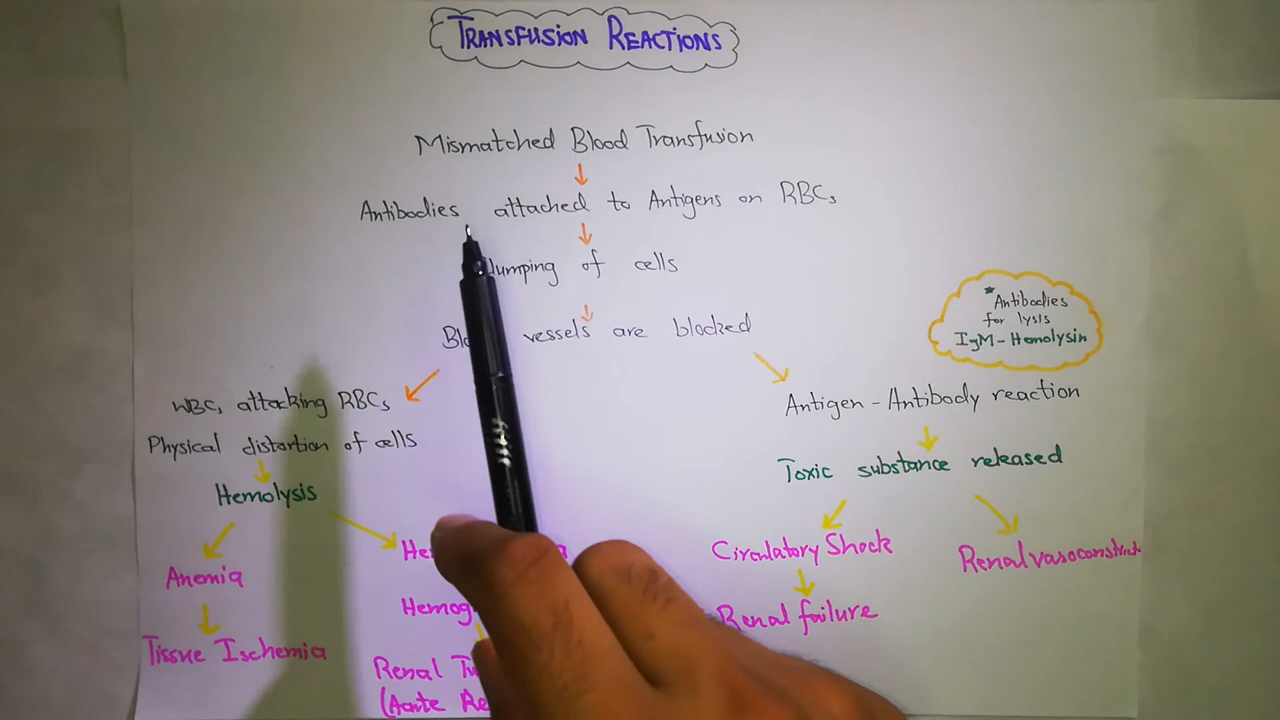 TRANSFUSION REACTIONS
Mismatched Blood Transfusion
Antibodies attached to Antigens on RBCs
of cells
vessels are blocked
* Antibodies
for lysis
IgM - Hemolysin
WBCs attacking RBCs
Antigen - Antibody reaction
Physical distortion of cells
Toxic substance released
Hemolysis
Circulatory Shock
Anemia
Renal failure
Tissue Ischemia
Renal